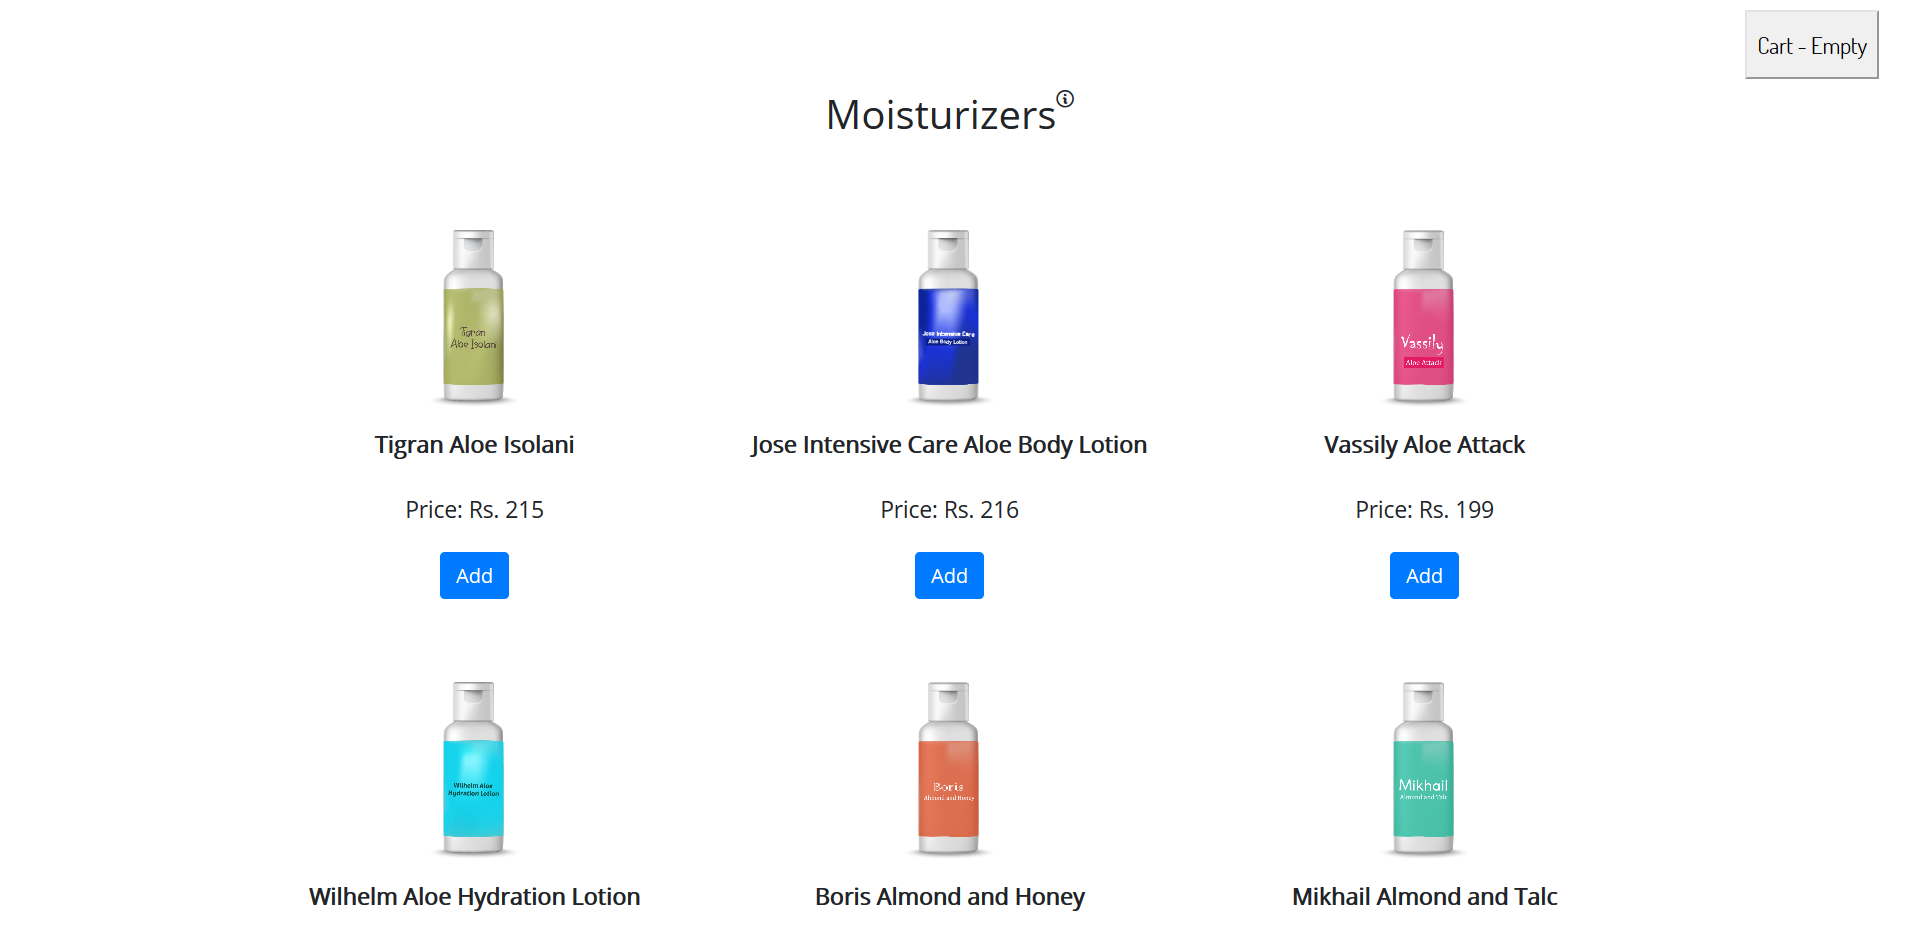 Cart - Empty
Moisturizers
Tigran
Aloe Isolani
Jose Intensive Care
Aloe Body Lotion
Vassily
Aloe Attack
Tigran Aloe Isolani
Jose Intensive Care Aloe Body Lotion
Vassily Aloe Attack
Price: Rs. 215
Price: Rs. 216
Price: Rs. 199
Add
Add
Add
Wilhelm Aloe
Hydration Lotion
Boris
Almond and Honey
Mikhail
Almond and Talc
Wilhelm Aloe Hydration Lotion
Boris Almond and Honey
Mikhail Almond and Talc